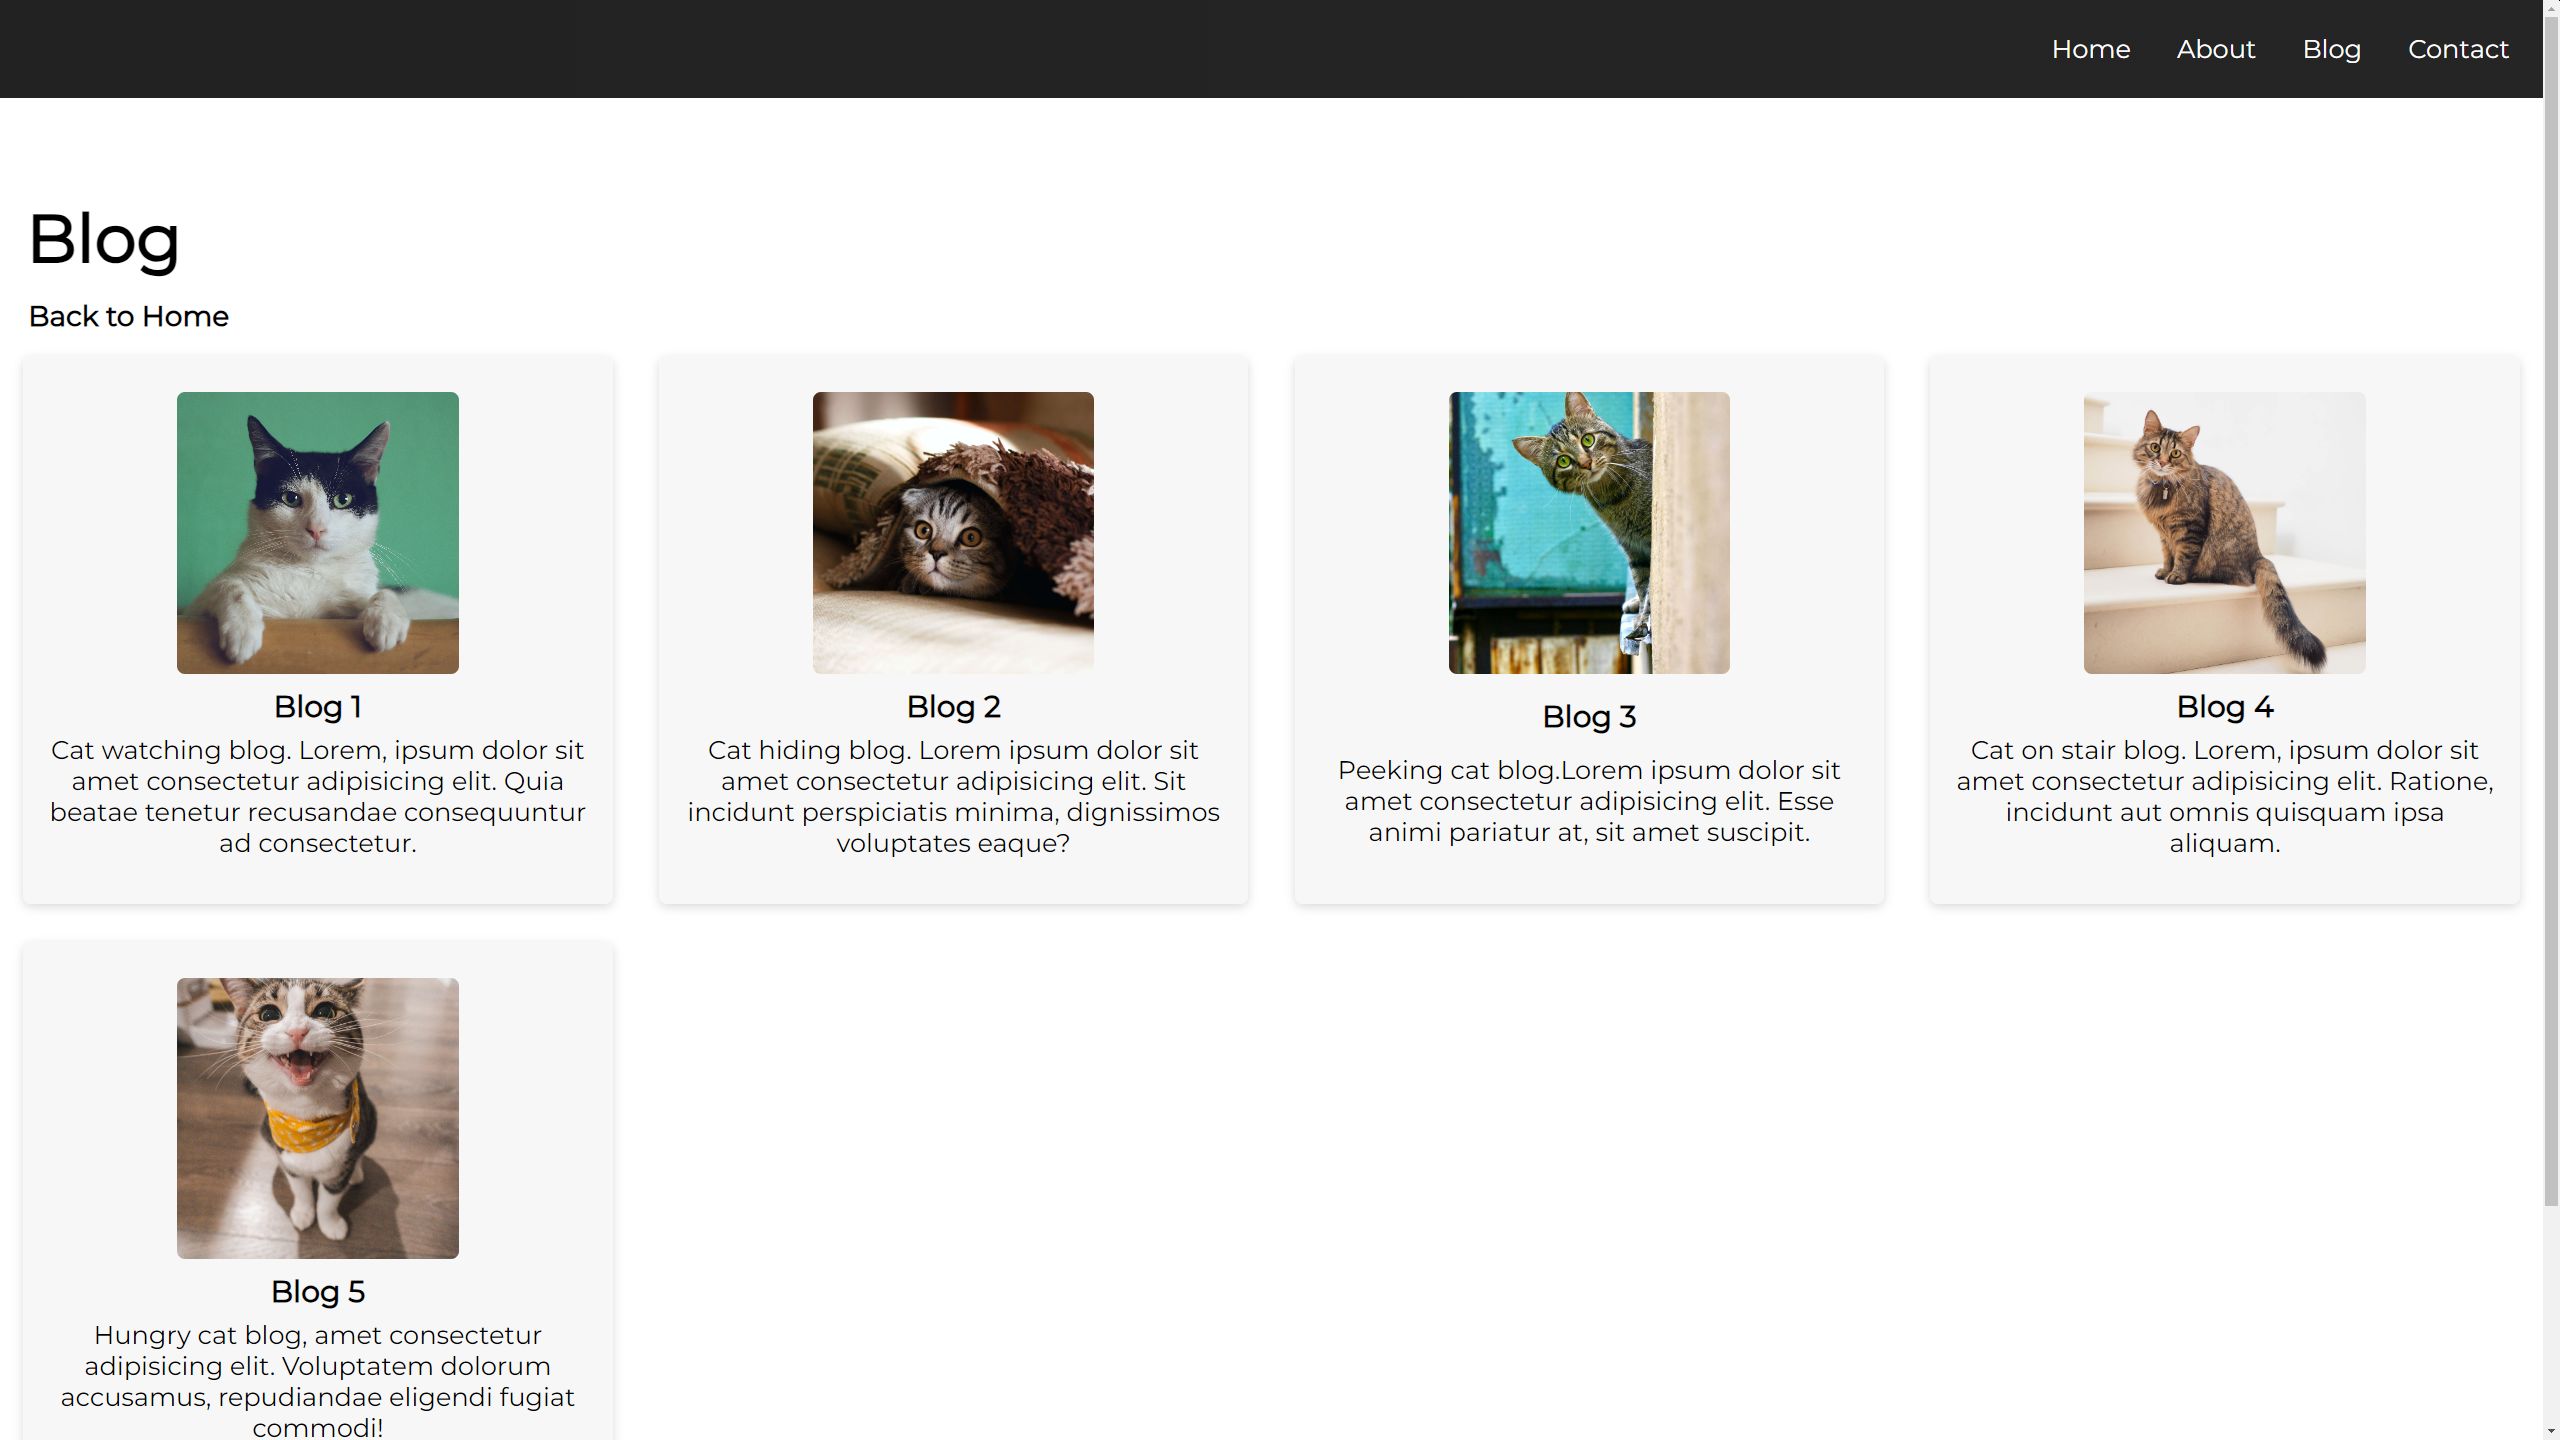 Home About Blog Contact
Blog
Back to Home
Blog 1
Cat watching blog. Lorem, ipsum dolor sit
amet consectetur adipisicing elit. Quia
beatae tenetur recusandae consequuntur
ad consectetur.
Blog 2
Cat hiding blog. Lorem ipsum dolor sit
amet consectetur adipisicing elit. Sit
incidunt perspiciatis minima, dignissimos
voluptates eaque?
Blog 3
Peeking cat blog.Lorem ipsum dolor sit
amet consectetur adipisicing elit. Esse
animi pariatur at, sit amet suscipit.
Blog 4
Cat on stair blog. Lorem, ipsum dolor sit
amet consectetur adipisicing elit. Ratione,
incidunt aut omnis quisquam ipsa
aliquam.
Blog 5
Hungry cat blog, amet consectetur
adipisicing elit. Voluptatem dolorum
accusamus, repudiandae eligendi fugiat
commodi!